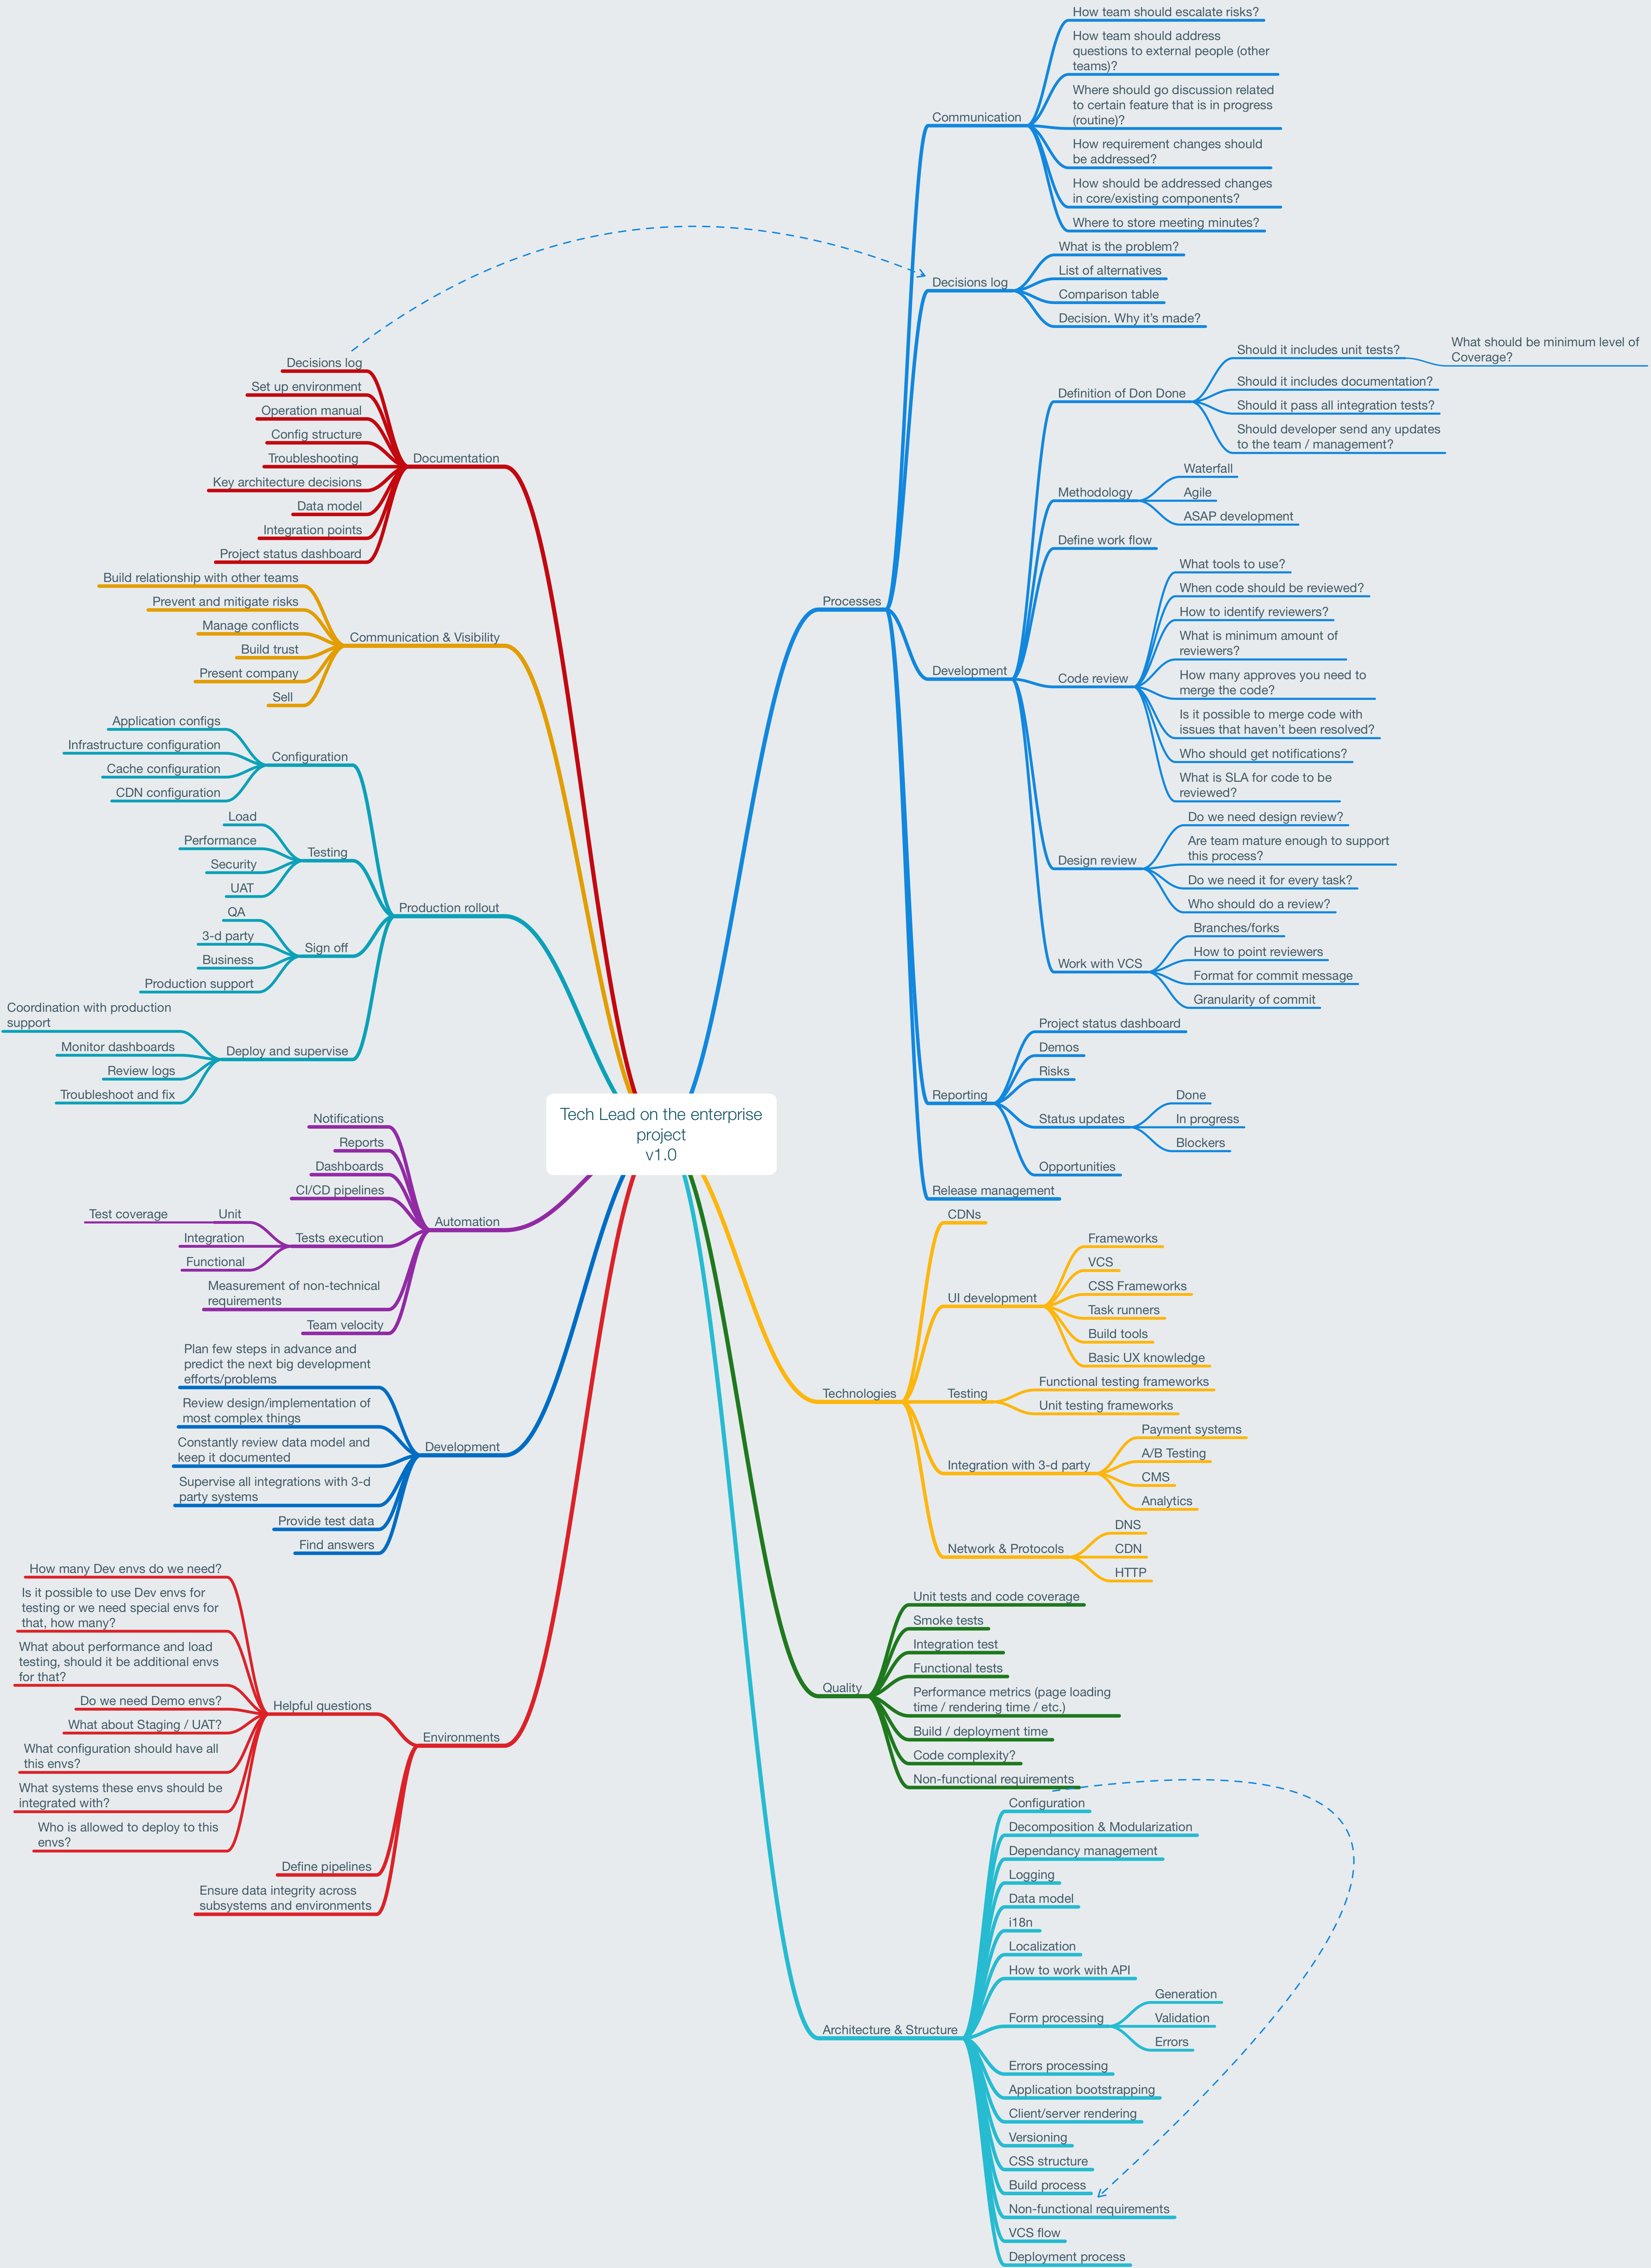 Tech Lead on the enterprise
project
v1.0
Processes
Communication
How team should escalate risks?
How team should address
questions to external people (other
teams)?
Where should go discussion related
to certain feature that is in progress
(routine)?
How requirement changes should
be addressed?
How should be addressed changes
in core/existing components?
Where to store meeting minutes?
Decisions log
What is the problem?
List of alternatives
Comparison table
Decision. Why it’s made?
Development
Definition of Don Done
Should it includes unit tests?
What should be minimum level of
Coverage?
Should it includes documentation?
Should it pass all integration tests?
Should developer send any updates
to the team / management?
Methodology
Waterfall
Agile
ASAP development
Define work flow
Code review
What tools to use?
When code should be reviewed?
How to identify reviewers?
What is minimum amount of
reviewers?
How many approves you need to
merge the code?
Is it possible to merge code with
issues that haven’t been resolved?
Who should get notifications?
What is SLA for code to be
reviewed?
Design review
Do we need design review?
Are team mature enough to support
this process?
Do we need it for every task?
Who should do a review?
Work with VCS
Branches/forks
How to point reviewers
Format for commit message
Granularity of commit
Reporting
Project status dashboard
Demos
Risks
Status updates
Done
In progress
Blockers
Opportunities
Release management
Technologies
CDNs
UI development
Frameworks
VCS
CSS Frameworks
Task runners
Build tools
Basic UX knowledge
Testing
Functional testing frameworks
Unit testing frameworks
Integration with 3-d party
Payment systems
A/B Testing
CMS
Analytics
Network & Protocols
DNS
CDN
HTTP
Quality
Unit tests and code coverage
Smoke tests
Integration test
Functional tests
Performance metrics (page loading
time / rendering time / etc.)
Build / deployment time
Code complexity?
Non-functional requirements
Architecture & Structure
Configuration
Decomposition & Modularization
Dependancy management
Logging
Data model
i18n
Localization
How to work with API
Form processing
Generation
Validation
Errors
Errors processing
Application bootstrapping
Client/server rendering
Versioning
CSS structure
Build process
Non-functional requirements
VCS flow
Deployment process
Documentation
Decisions log
Set up environment
Operation manual
Config structure
Troubleshooting
Key architecture decisions
Data model
Integration points
Project status dashboard
Communication & Visibility
Build relationship with other teams
Prevent and mitigate risks
Manage conflicts
Build trust
Present company
Sell
Production rollout
Configuration
Application configs
Infrastructure configuration
Cache configuration
CDN configuration
Testing
Load
Performance
Security
UAT
Sign off
QA
3-d party
Business
Production support
Deploy and supervise
Coordination with production
support
Monitor dashboards
Review logs
Troubleshoot and fix
Automation
Notifications
Reports
Dashboards
CI/CD pipelines
Tests execution
Unit
Test coverage
Integration
Functional
Measurement of non-technical
requirements
Team velocity
Development
Plan few steps in advance and
predict the next big development
efforts/problems
Review design/implementation of
most complex things
Constantly review data model and
keep it documented
Supervise all integrations with 3-d
party systems
Provide test data
Find answers
Environments
Helpful questions
How many Dev envs do we need?
Is it possible to use Dev envs for
testing or we need special envs for
that, how many?
What about performance and load
testing, should it be additional envs
for that?
Do we need Demo envs?
What about Staging / UAT?
What configuration should have all
this envs?
What systems these envs should be
integrated with?
Who is allowed to deploy to this
envs?
Define pipelines
Ensure data integrity across
subsystems and environments